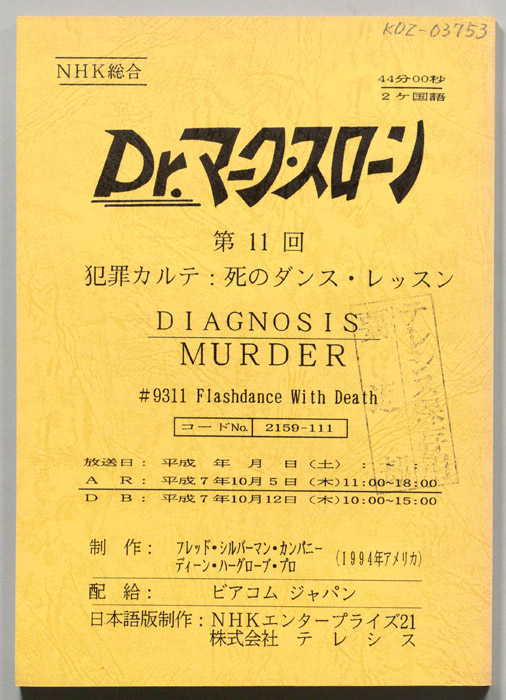 KOZ-03753
NHK総合
44分00秒
2ヶ国語
Dr.マーク・スローン
第 11 回
犯罪カルテ：死のダンス・レッスン
DIAGNOSIS
MURDER
#9311 Flashdance With Death
コードNo. 2159-111
放送日： 平成 年 月 日（土） ： ～ ：
A R： 平成７年10月５日（木）11:00~18:00
D B： 平成７年10月12日（木）10:00~15:00
制 作： フレッド・シルバーマン・カンパニー
ディーン・ハーグローブ・プロ （1994年アメリカ）
配 給： ビアコム ジャパン
日本語版制作：NHKエンタープライズ21
株式会社 テレシス